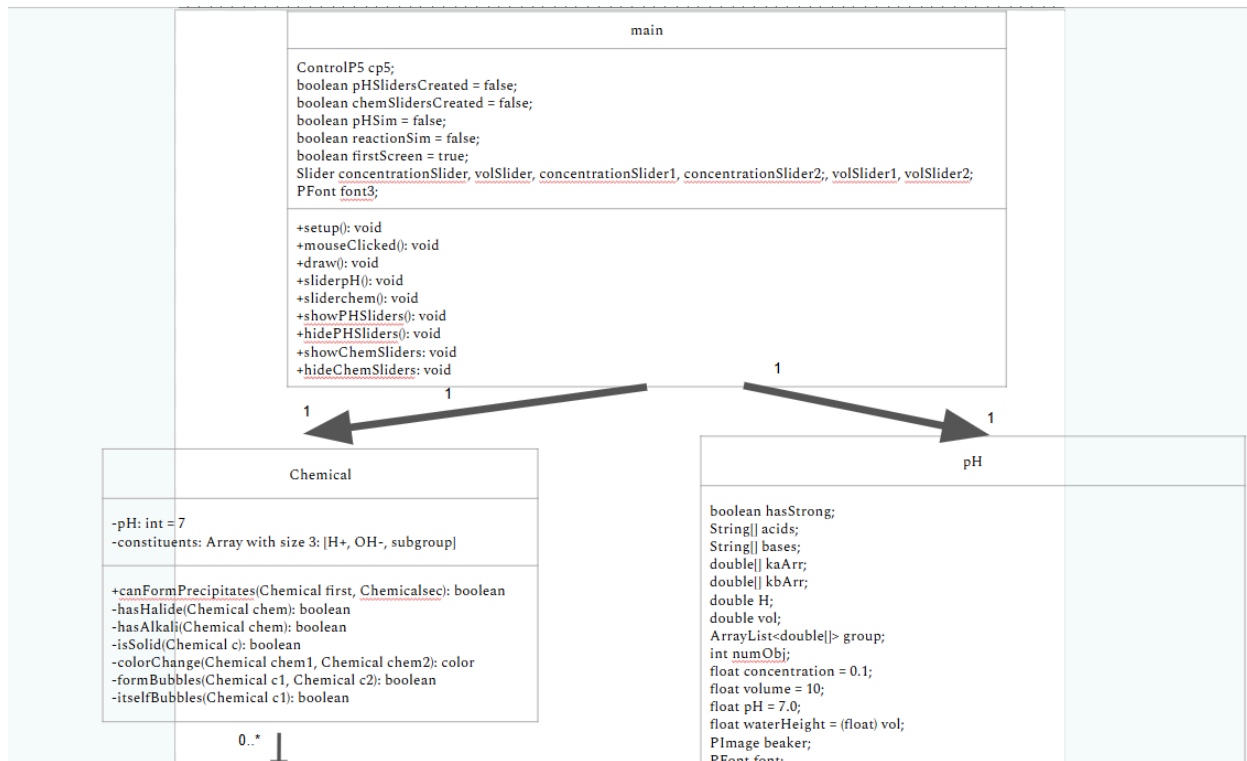 main
ControlP5 cp5;
boolean pHSlidersCreated = false;
boolean chemSlidersCreated = false;
boolean pHSim = false;
boolean reactionSim = false;
boolean firstScreen = true;
Slider concentrationSlider, volSlider, concentrationSlider1, concentrationSlider2;, volSlider1, volSlider2;
PFont font3;
+setup(): void
+mouseClicked(): void
+draw(): void
+sliderpH(): void
+sliderchem(): void
+showPHSliders(): void
+hidePHSliders(): void
+showChemSliders: void
+hideChemSliders: void
1
1
1
1
Chemical
-pH: int = 7
-constituents: Array with size 3: [H+, OH-, subgroup]
+canFormPrecipitates(Chemical first, Chemicalsec): boolean
-hasHalide(Chemical chem): boolean
-hasAlkali(Chemical chem): boolean
-isSolid(Chemical c): boolean
-colorChange(Chemical chem1, Chemical chem2): color
-formBubbles(Chemical c1, Chemical c2): boolean
-itselfBubbles(Chemical c1): boolean
0..*
pH
boolean hasStrong;
String[] acids;
String[] bases;
double[] kaArr;
double[] kbArr;
double H;
double vol;
ArrayList<double[]> group;
int numObj;
float concentration = 0.1;
float volume = 10;
float pH = 7.0;
float waterHeight = (float) vol;
PImage beaker;
PFont font;